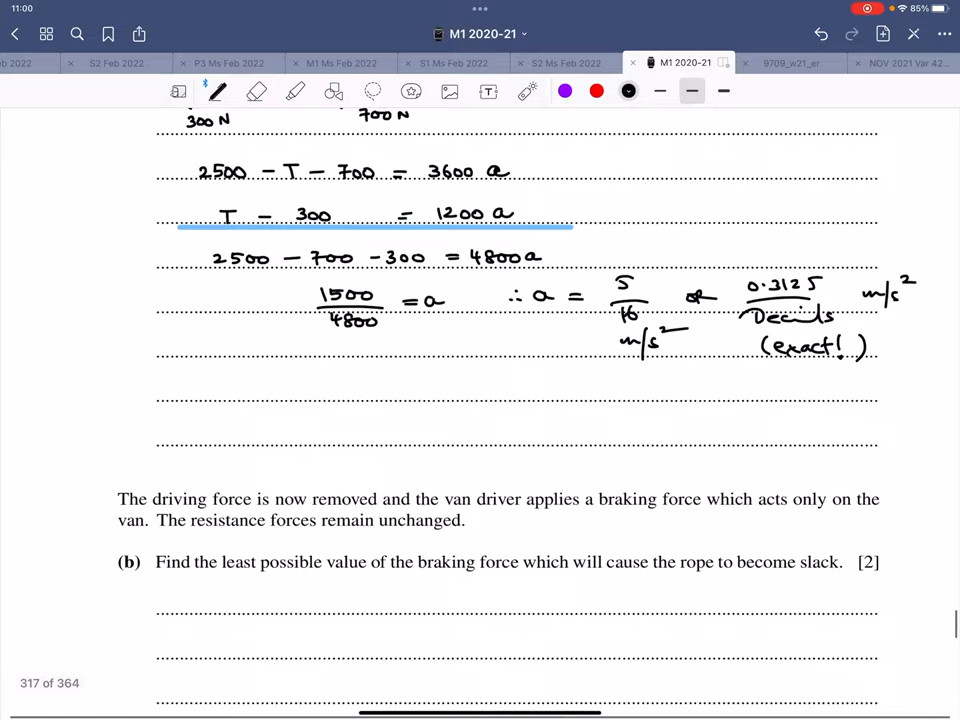 11:00
85%
M1 2020-21
eb 2022
S2 Feb 2022
P3 Ms Feb 2022
M1 Ms Feb 2022
S1 Ms Feb 2022
S2 Ms Feb 2022
M1 2020-21
9709_w21_er
NOV 2021 Var 42...
300 N 700 N
2500 - T - 700 = 3600 a
T - 300 = 1200 a
2500 - 700 - 300 = 4800a
1500/4800 = a ∴ a = 5/16 m/s² or 0.3125 m/s²
Decimals
(exact!)
The driving force is now removed and the van driver applies a braking force which acts only on the
van. The resistance forces remain unchanged.
(b) Find the least possible value of the braking force which will cause the rope to become slack. [2]
317 of 364